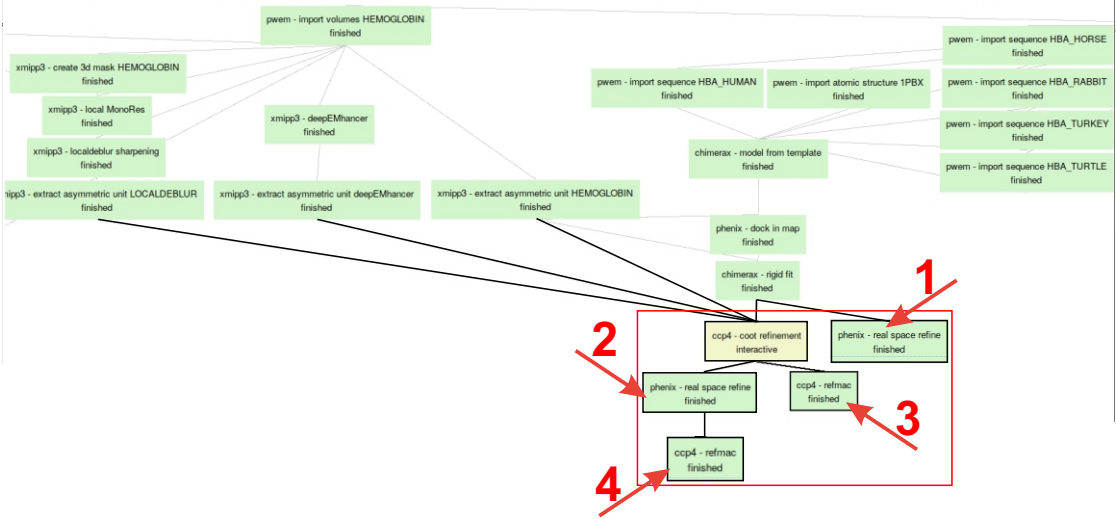 pwem - import volumes HEMOGLOBIN
finished
pwem - import sequence HBA_HORSE
finished
xmipp3 - create 3d mask HEMOGLOBIN
finished
pwem - import sequence HBA_HUMAN
finished
pwem - import atomic structure 1PBX
finished
pwem - import sequence HBA_RABBIT
finished
xmipp3 - local MonoRes
finished
xmipp3 - deepEMhancer
finished
pwem - import sequence HBA_TURKEY
finished
xmipp3 - localdeblur sharpening
finished
chimerax - model from template
finished
pwem - import sequence HBA_TURTLE
finished
nipp3 - extract asymmetric unit LOCALDEBLUR
finished
xmipp3 - extract asymmetric unit deepEMhancer
finished
xmipp3 - extract asymmetric unit HEMOGLOBIN
finished
phenix - dock in map
finished
chimerax - rigid fit
finished
1
ccp4 - coot refinement
interactive
phenix - real space refine
finished
2
phenix - real space refine
finished
ccp4 - refmac
finished
3
ccp4 - refmac
finished
4